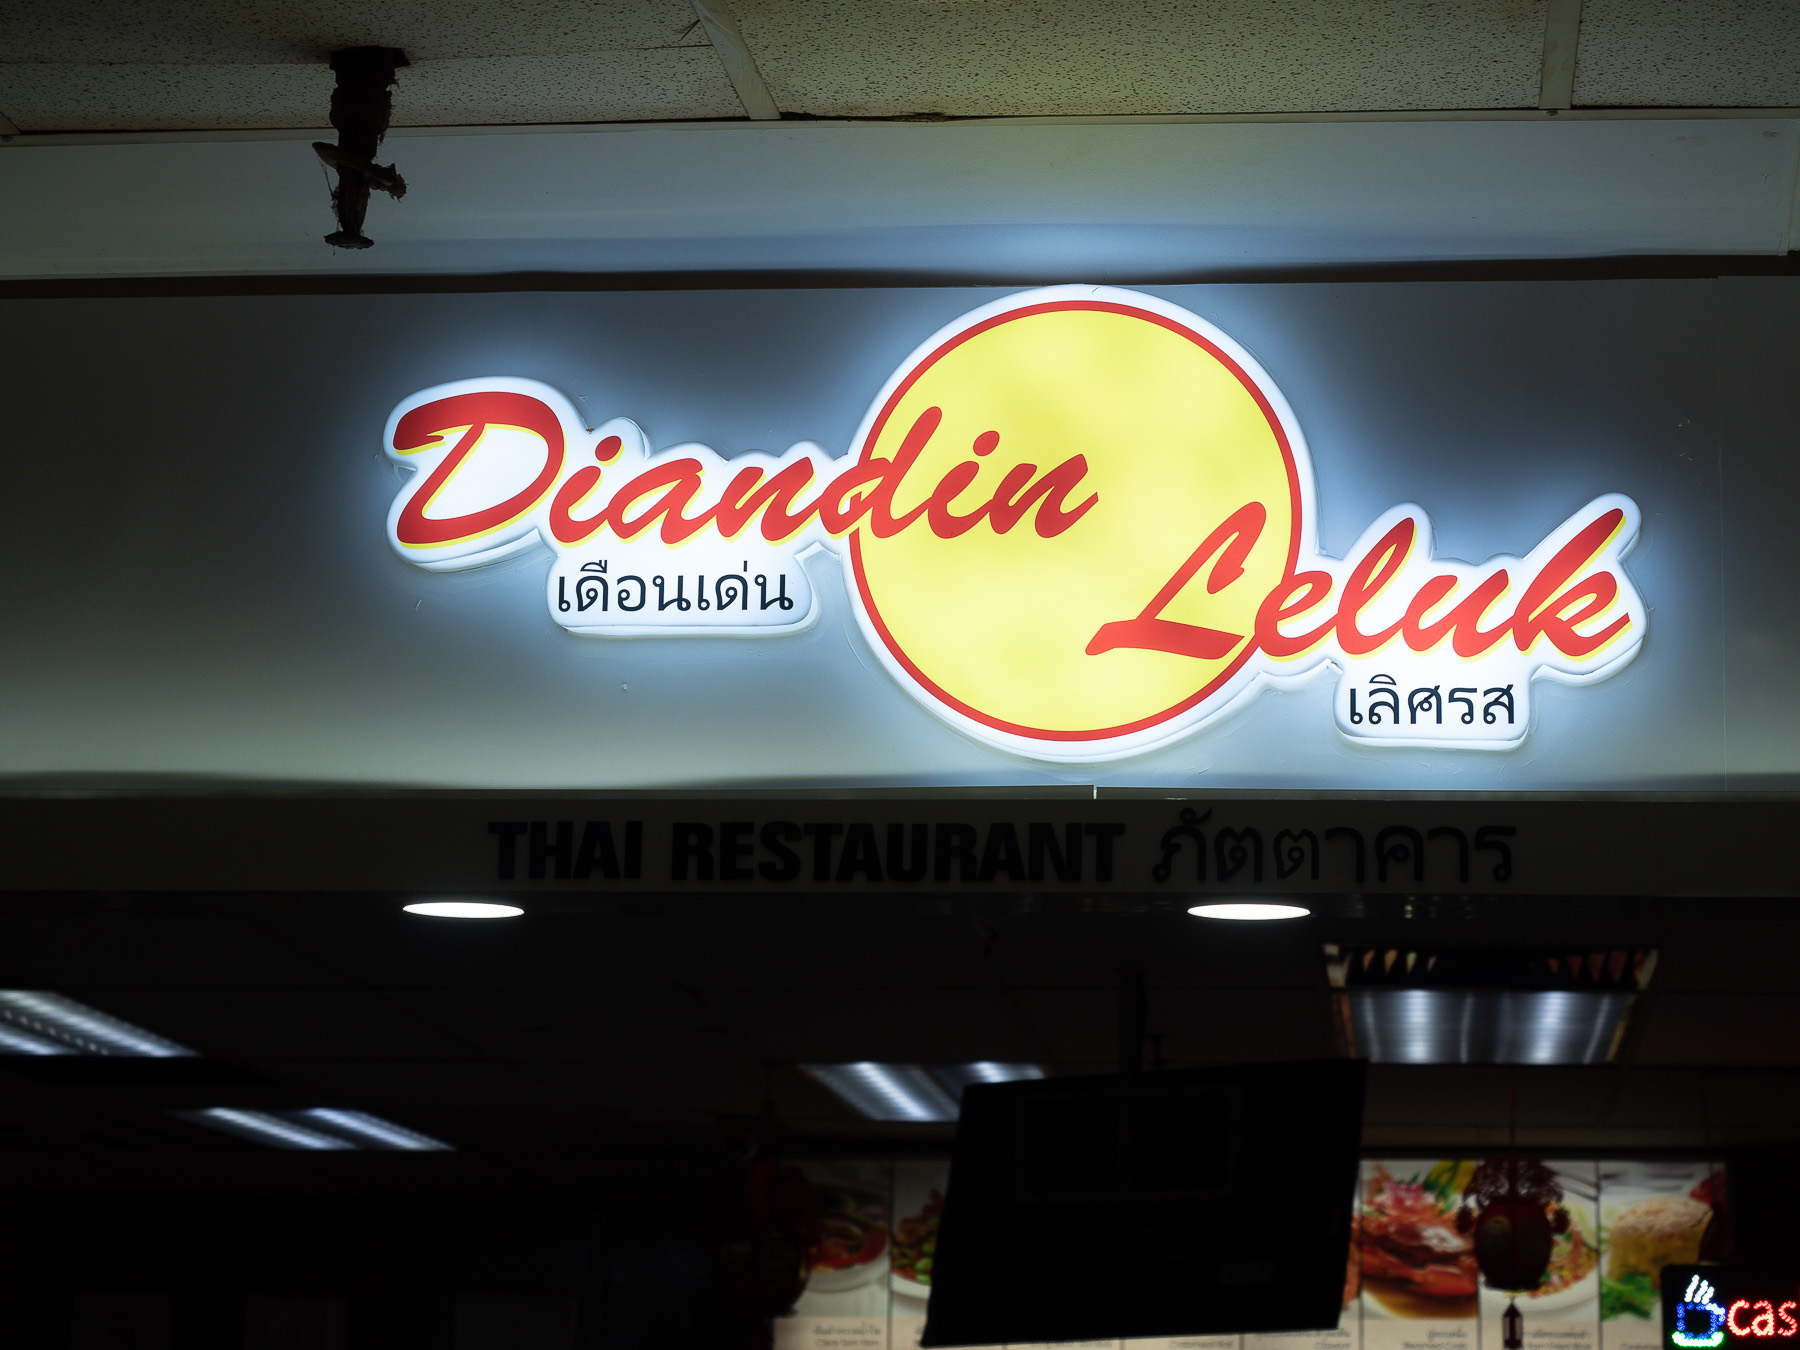 Diandin
เดือนเด่น
Leluk
เลิศรส
THAI RESTAURANT ภัตตาคาร
cas